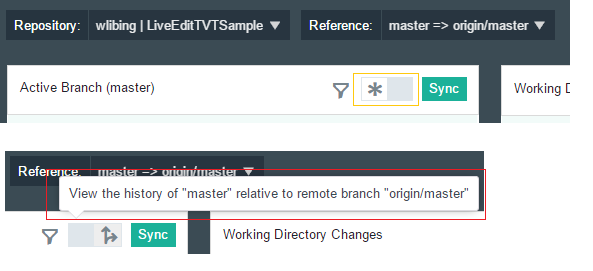 Repository: wlibing | LiveEditTVTSample Reference: master => origin/master
Active Branch (master) Sync Working D
Reference: master => origin/master
View the history of "master" relative to remote branch "origin/master"
Sync Working Directory Changes